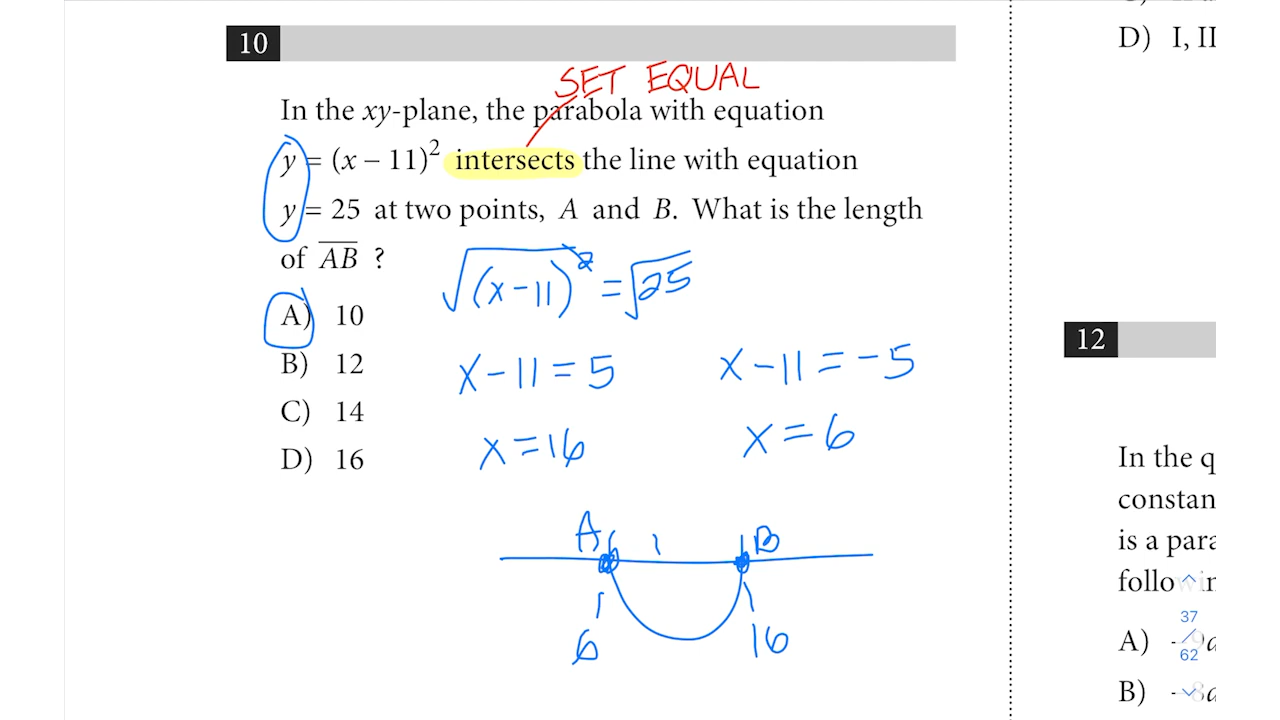 10
SET EQUAL
In the xy-plane, the parabola with equation
y = (x – 11)² intersects the line with equation
y = 25 at two points, A and B. What is the length
of AB ?
√(x-11)² = √25
A) 10
B) 12
C) 14
D) 16
x-11=5
x-11=-5
x=16
x=6
A
B
6
16
D) I, II
12
In the q
constan
is a para
37
62
A)
B)